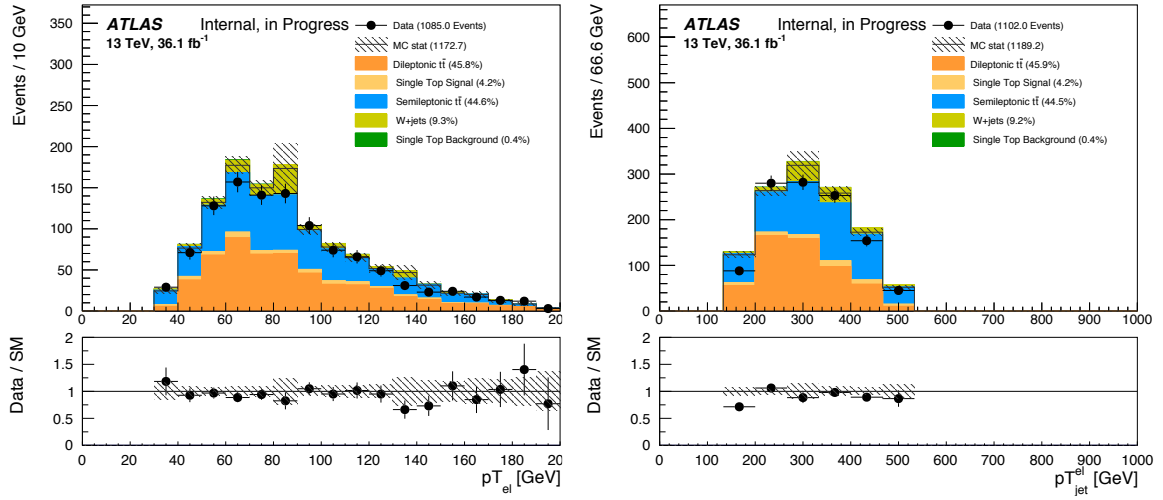 ATLAS Internal, in Progress
13 TeV, 36.1 fb-1
Data (1085.0 Events)
MC stat (1172.7)
Dileptonic tt̄ (45.8%)
Single Top Signal (4.2%)
Semileptonic tt̄ (44.6%)
W+jets (9.3%)
Single Top Background (0.4%)
Events / 10 GeV
350
300
250
200
150
100
50
0
0 20 40 60 80 100 120 140 160 180 20
Data / SM
2
1.5
1
0.5
0
0 20 40 60 80 100 120 140 160 180 200
pT_el [GeV]
ATLAS Internal, in Progress
13 TeV, 36.1 fb-1
Data (1102.0 Events)
MC stat (1189.2)
Dileptonic tt̄ (45.9%)
Single Top Signal (4.2%)
Semileptonic tt̄ (44.5%)
W+jets (9.2%)
Single Top Background (0.4%)
Events / 66.6 GeV
600
500
400
300
200
100
0
0 100 200 300 400 500 600 700 800 900 1000
Data / SM
2
1.5
1
0.5
0
0 100 200 300 400 500 600 700 800 900 1000
pT^el_jet [GeV]